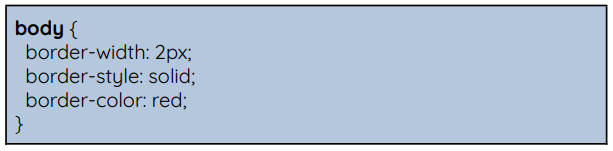 body {
border-width: 2px;
border-style: solid;
border-color: red;
}